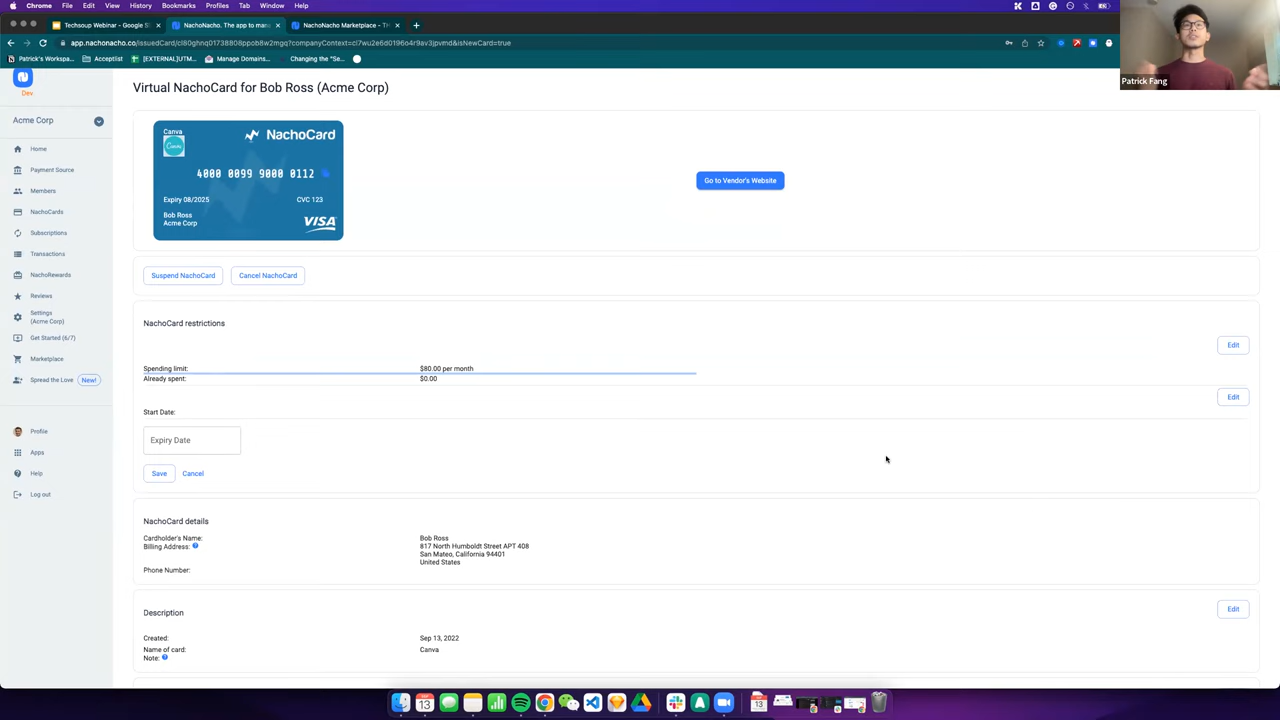 Chrome File Edit View History Bookmarks Profiles Tab Window Help
Techsoup Webinar - Google Sl
NachoNacho. The app to mana
NachoNacho Marketplace - Th
app.nachonacho.co/issuedCard/cl80ghnq01738808ppob8w2mgq?companyContext=cl7wu2e6d0196o4r9av3jpvmd&isNewCard=true
Patrick's Workspa...
Acceptlist
[EXTERNAL]UTM...
Manage Domains...
Changing the "Se...
Patrick Fang
Dev
Acme Corp
Home
Payment Source
Members
NachoCards
Subscriptions
Transactions
NachoRewards
Reviews
Settings
(Acme Corp)
Get Started (6/7)
Marketplace
Spread the Love New!
Profile
Apps
Help
Log out
Virtual NachoCard for Bob Ross (Acme Corp)
Canva
Canva
NachoCard
4000 0099 9000 0112
Expiry 08/2025 CVC 123
Bob Ross
Acme Corp
VISA
Go to Vendor's Website
Suspend NachoCard Cancel NachoCard
NachoCard restrictions
Edit
Spending limit: $80.00 per month
Already spent: $0.00
Edit
Start Date:
Expiry Date
Save Cancel
NachoCard details
Cardholder's Name: Bob Ross
Billing Address: 817 North Humboldt Street APT 408
San Mateo, California 94401
United States
Phone Number:
Description
Edit
Created: Sep 13, 2022
Name of card: Canva
Note:
SEP
13
13